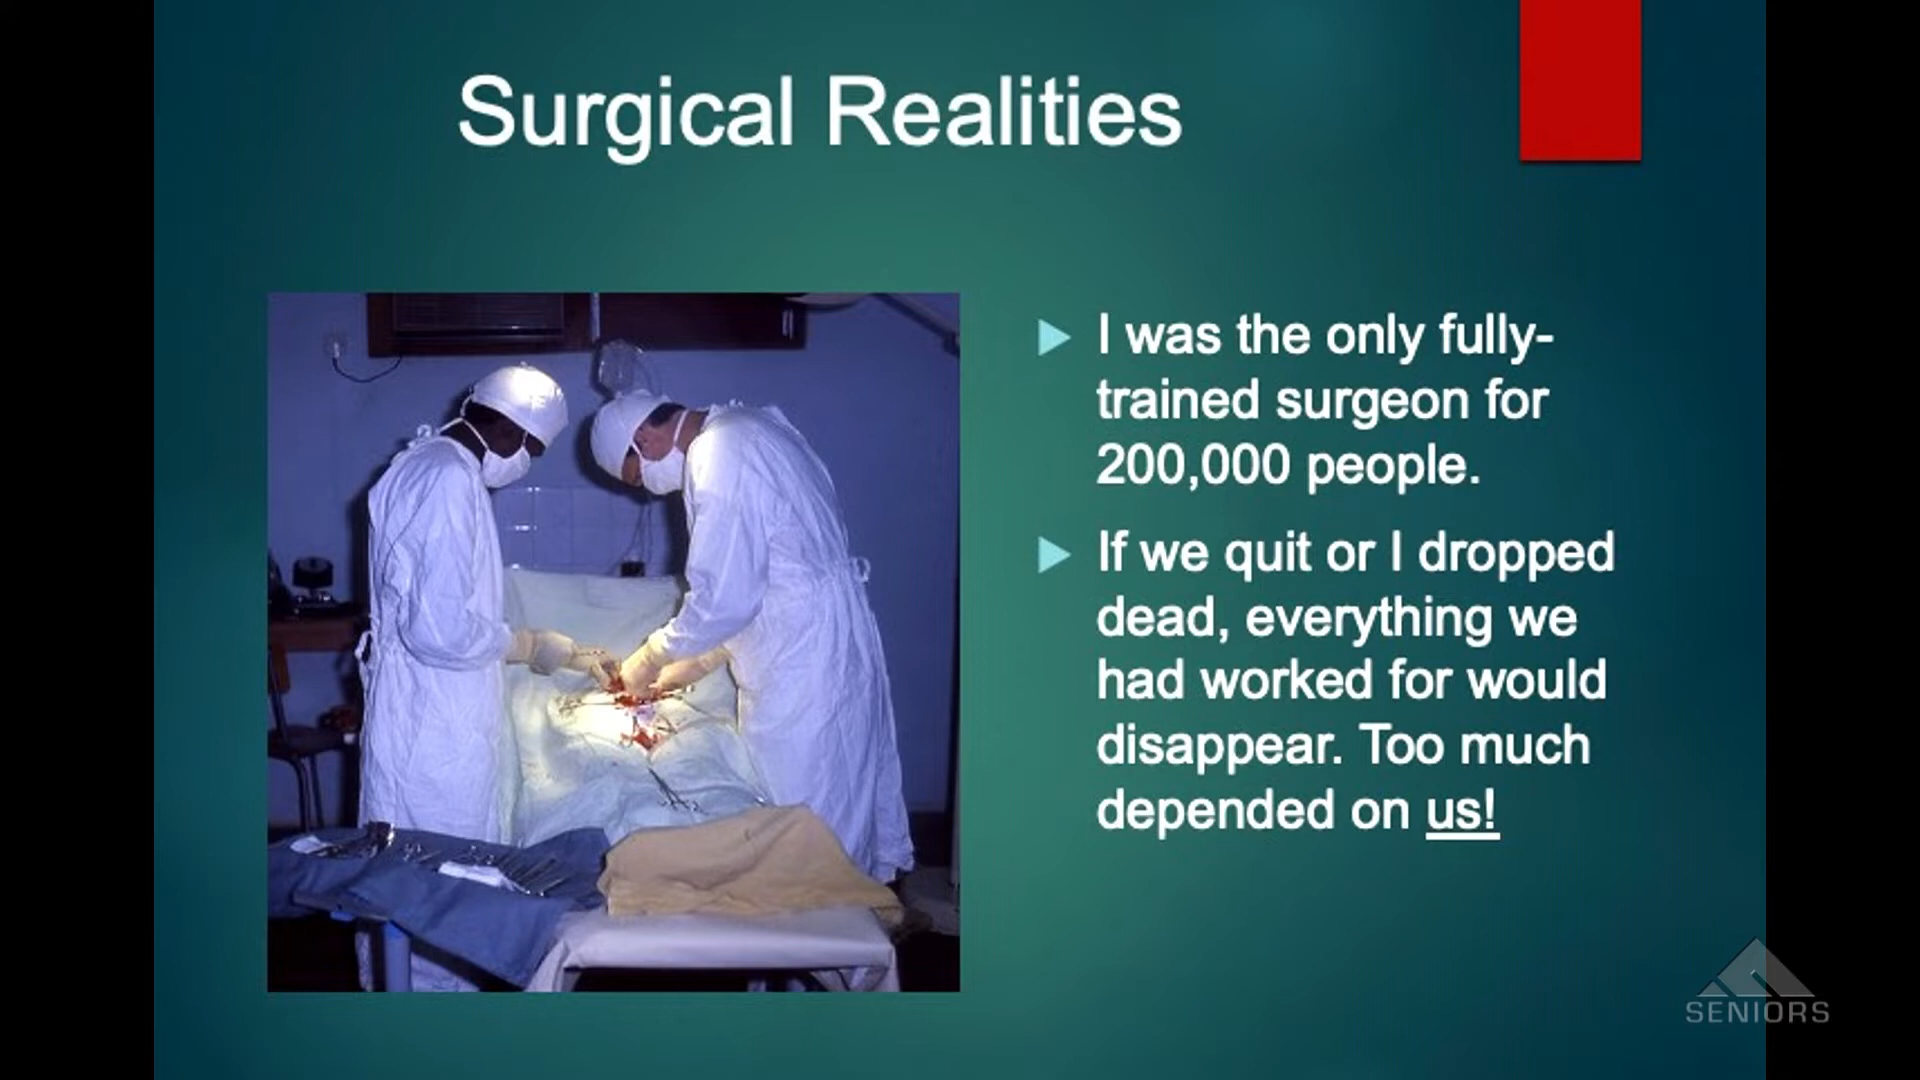 Surgical Realities
I was the only fully-
trained surgeon for
200,000 people.
If we quit or I dropped
dead, everything we
had worked for would
disappear. Too much
depended on us!
SENIORS